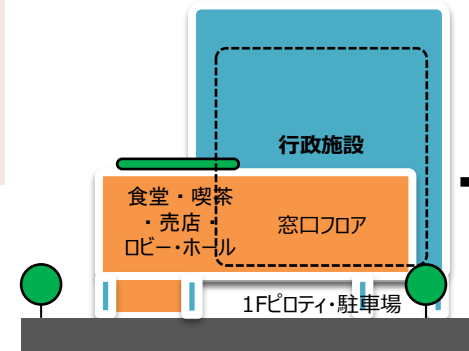 行政施設
食堂・喫茶
・売店・
ロビー・ホール
窓口フロア
1Fピロティ・駐車場